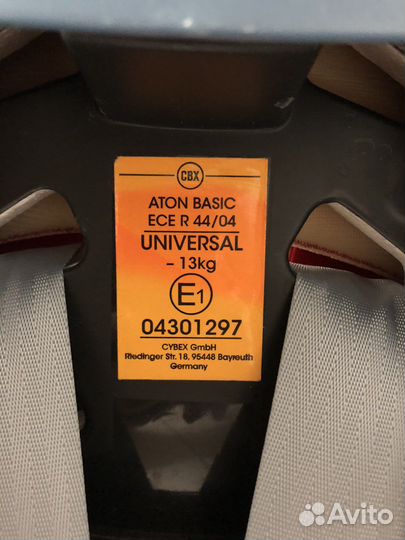 CBX
ATON BASIC
ECE R 44/04
UNIVERSAL
- 13kg
E1
04301297
CYBEX GmbH
Riedinger Str. 18, 95448 Bayreuth
Germany
Avito